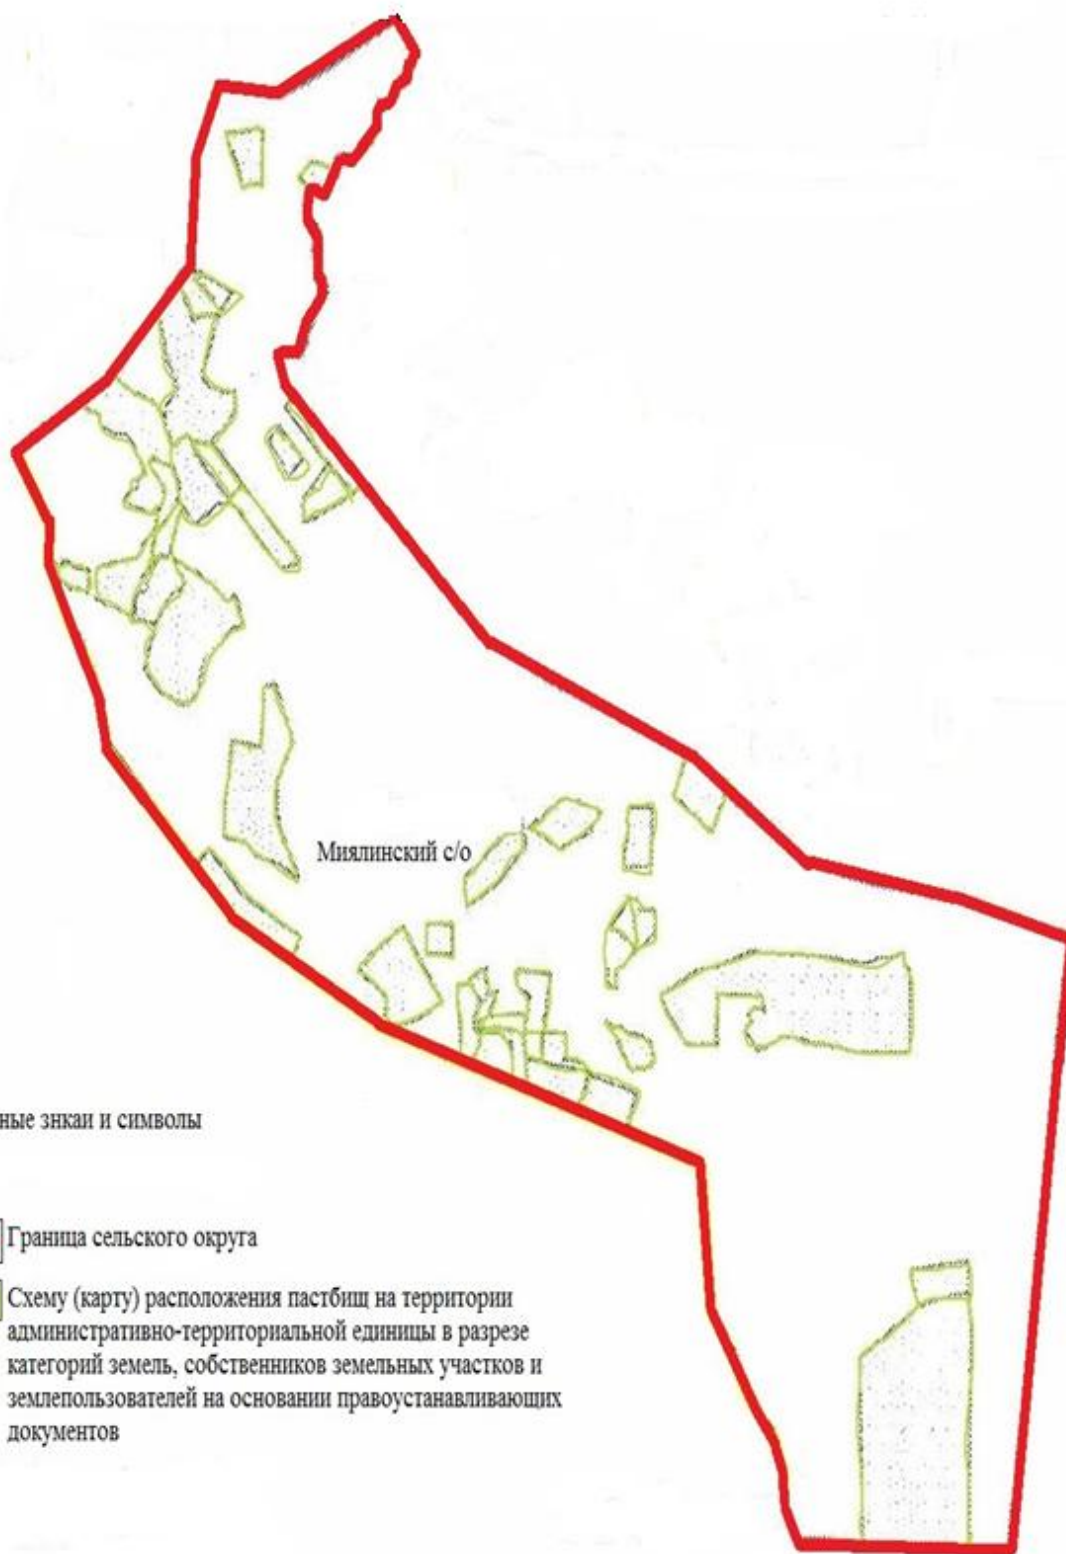 Миялинский с/о
ные знкаи и символы
Граница сельского округа
Схему (карту) расположения пастбищ на территории
административно-территориальной единицы в разрезе
категорий земель, собственников земельных участков и
землепользователей на основании правоустанавливающих
документов